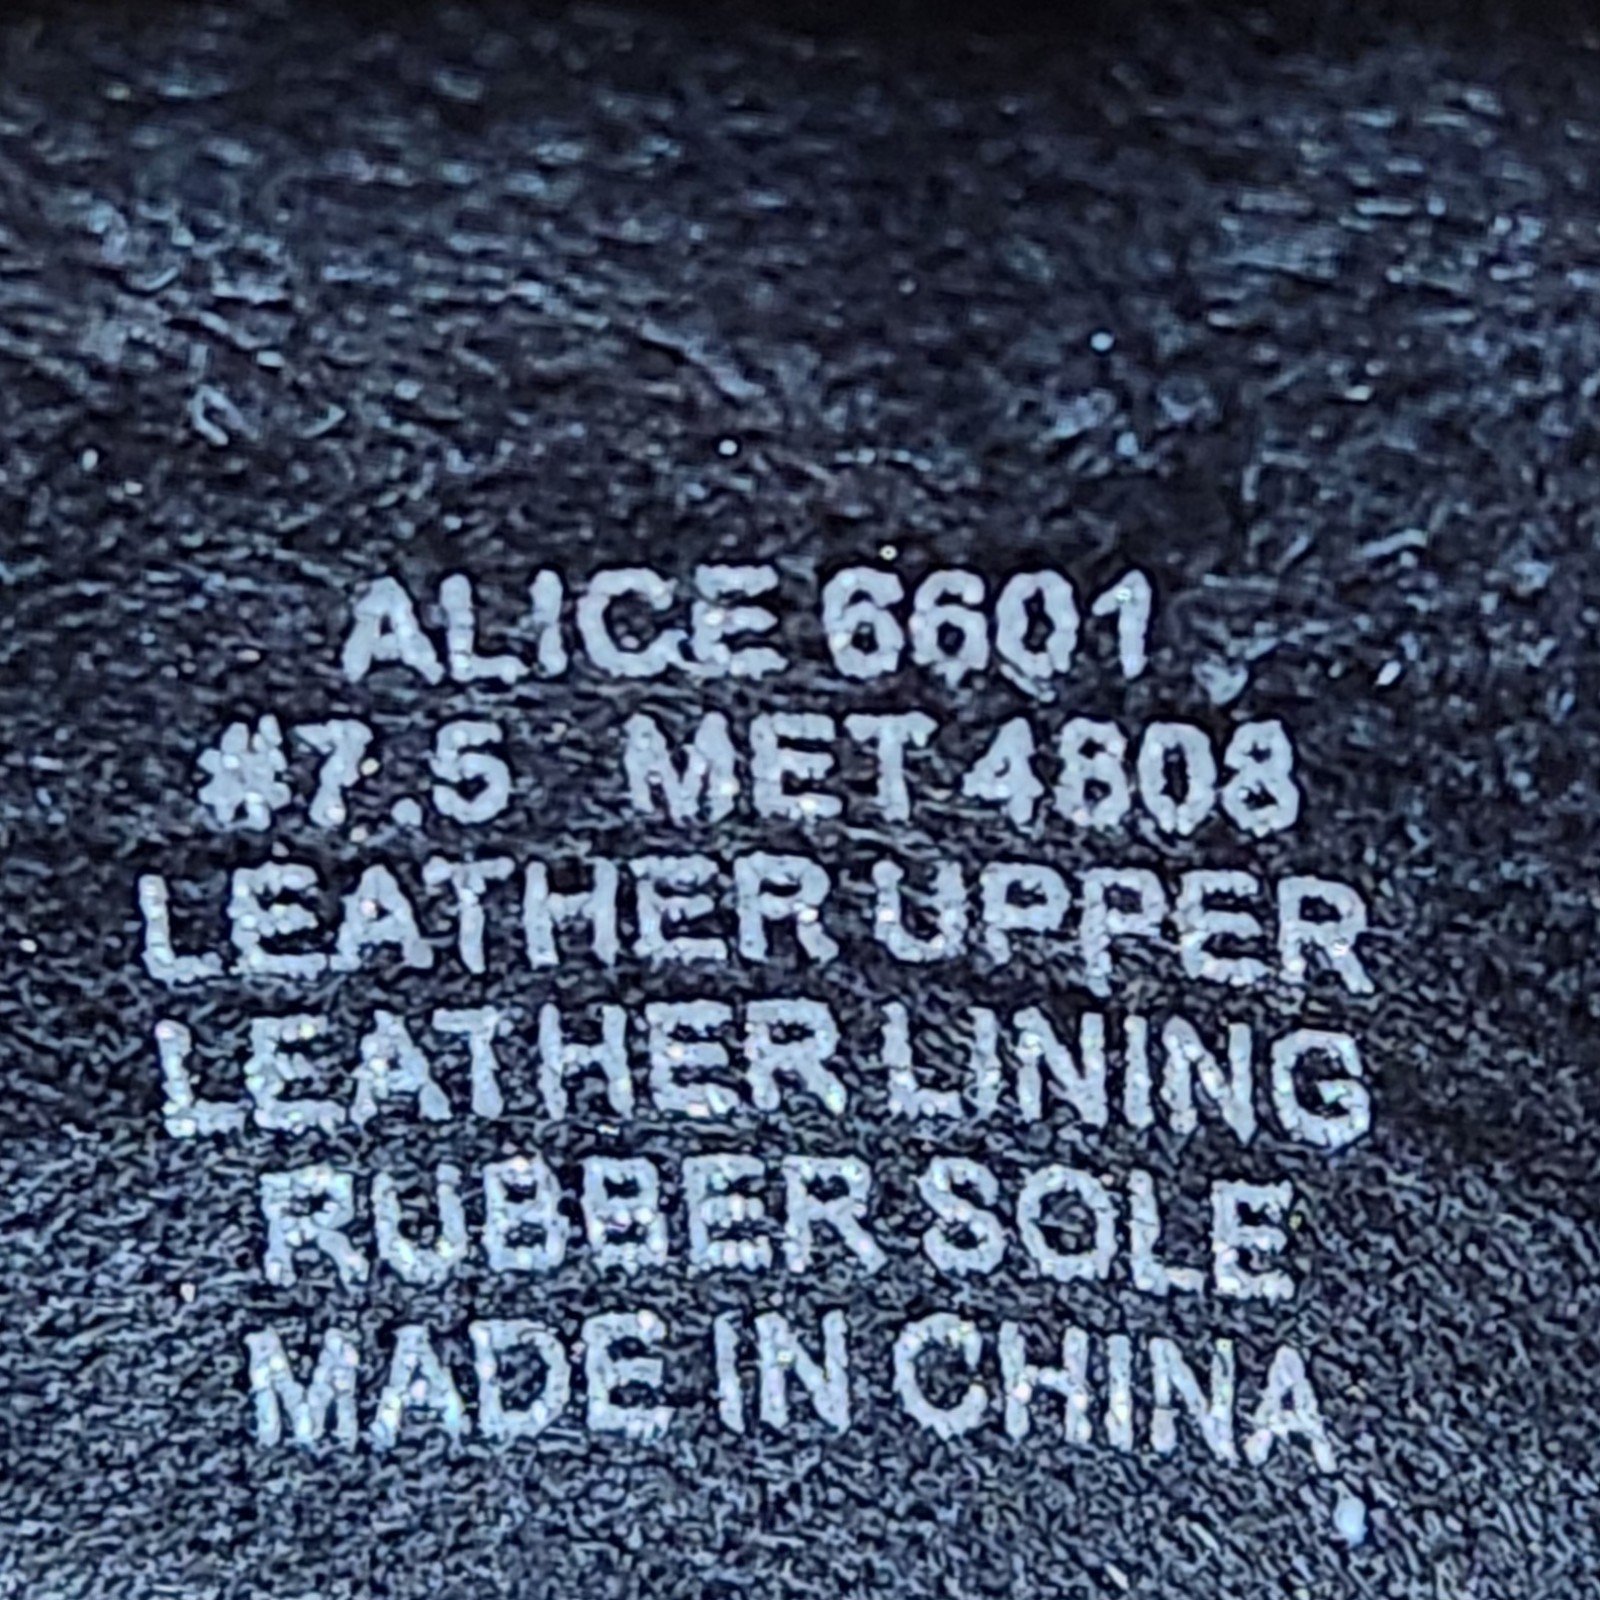 ALICE 6601
#7.5 MET 4808
LEATHER UPPER
LEATHER LINING
RUBBER SOLE
MADE IN CHINA